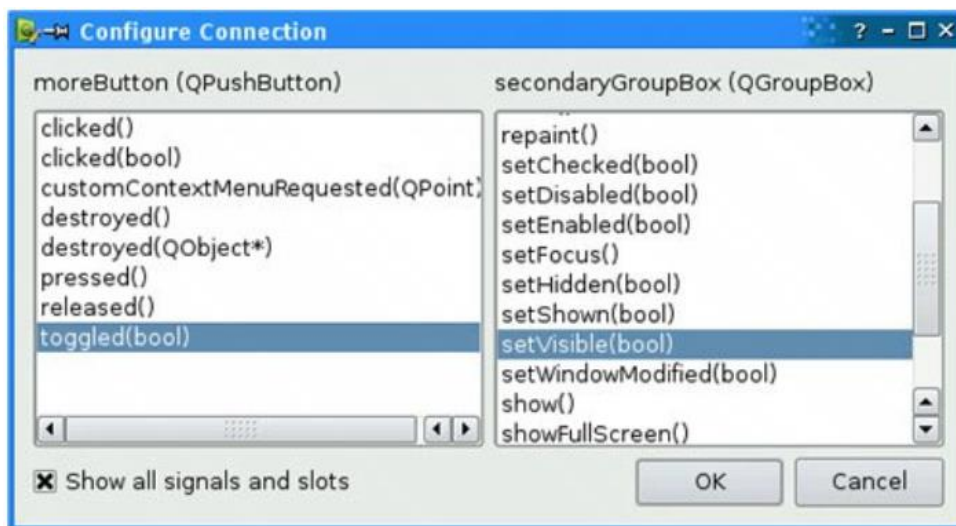 Configure Connection
moreButton (QPushButton)
clicked()
clicked(bool)
customContextMenuRequested(QPoint)
destroyed()
destroyed(QObject*)
pressed()
released()
toggled(bool)
secondaryGroupBox (QGroupBox)
repaint()
setChecked(bool)
setDisabled(bool)
setEnabled(bool)
setFocus()
setHidden(bool)
setShown(bool)
setVisible(bool)
setWindowModified(bool)
show()
showFullScreen()
Show all signals and slots
OK
Cancel